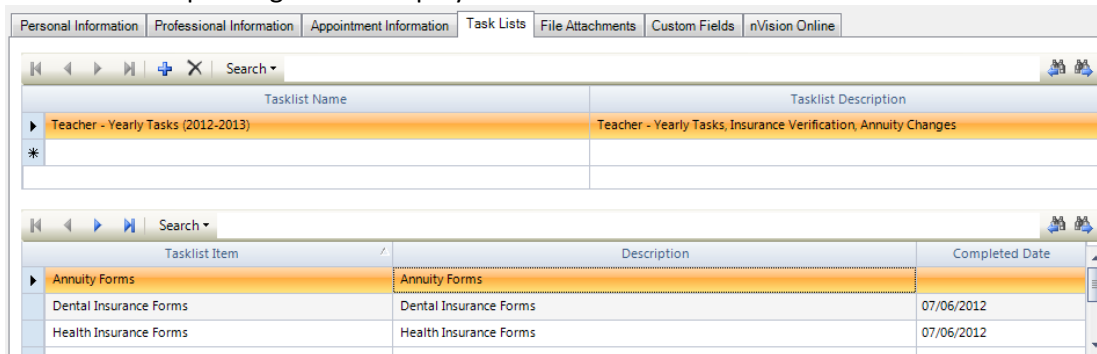 Personal Information Professional Information Appointment Information Task Lists File Attachments Custom Fields nVision Online
Search
Tasklist Name Tasklist Description
Teacher - Yearly Tasks (2012-2013) Teacher - Yearly Tasks, Insurance Verification, Annuity Changes
Search
Tasklist Item Description Completed Date
Annuity Forms Annuity Forms
Dental Insurance Forms Dental Insurance Forms 07/06/2012
Health Insurance Forms Health Insurance Forms 07/06/2012